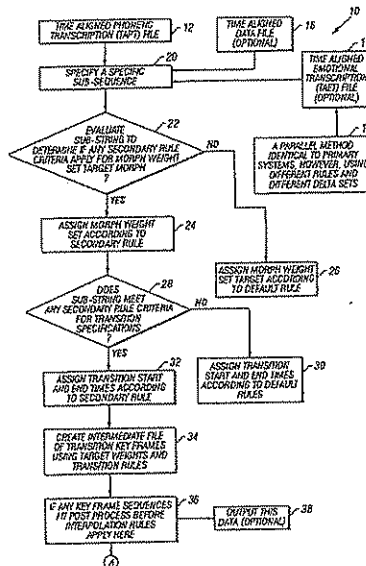 10
TIME ALIGNED PHONETIC
TRANSCRIPTION (TAPT) FILE
12
TIME ALIGNED
DATA FILE
(OPTIONAL)
16
20
SPECIFY A SPECIFIC
SUB-SEQUENCE
1
TIME ALIGNED
EMOTIONAL
TRANSCRIPTION
(TAET) FILE
(OPTIONAL)
1
A PARALLEL METHOD
IDENTICAL TO PRIMARY
SYSTEMS, HOWEVER, USING
DIFFERENT RULES AND
DIFFERENT DELTA SETS
22
EVALUATE
SUB-STRING TO
DETERMINE IF ANY SECONDARY RULE
CRITERIA APPLY FOR MORPH WEIGHT
SET TARGET MORPH
?
NO
YES
24
ASSIGN MORPH WEIGHT
SET ACCORDING TO
SECONDARY RULE
26
ASSIGN MORPH WEIGHT
SET TARGET ACCORDING TO
DEFAULT RULE
28
DOES
SUB-STRING MEET
ANY SECONDARY RULE CRITERIA
FOR TRANSITION
SPECIFICATIONS
?
NO
YES
30
ASSIGN TRANSITION
START AND END TIMES
ACCORDING TO DEFAULT
RULES
32
ASSIGN TRANSITION START
AND END TIMES ACCORDING TO
SECONDARY RULE
34
CREATE INTERMEDIATE FILE
OF TRANSITION KEY FRAMES
USING TARGET WEIGHTS AND
TRANSITION RULES
36
IF ANY KEY FRAME SEQUENCES
FIT POST PROCESS BEFORE
INTERPOLATION RULES
APPLY HERE
38
OUTPUT THIS
DATA (OPTIONAL)
A